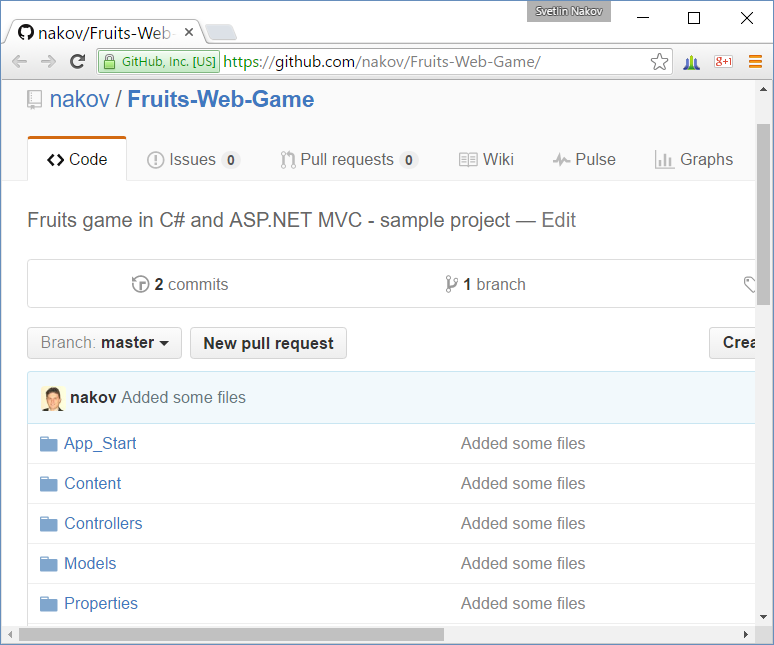 Svetlin Nakov
nakov/Fruits-Web-
GitHub, Inc. [US] https://github.com/nakov/Fruits-Web-Game/
g+1
nakov / Fruits-Web-Game
Code Issues 0 Pull requests 0 Wiki Pulse Graphs
Fruits game in C# and ASP.NET MVC - sample project — Edit
2 commits 1 branch
Branch: master New pull request Crea
nakov Added some files
App_Start Added some files
Content Added some files
Controllers Added some files
Models Added some files
Properties Added some files